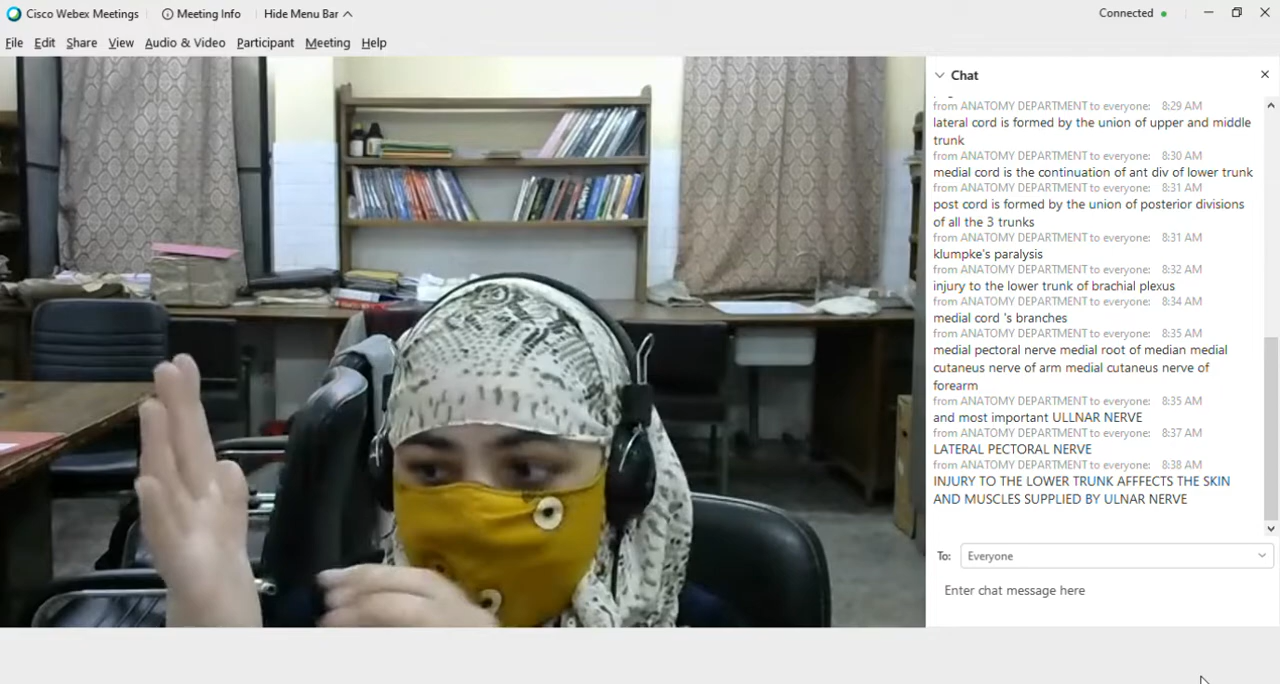 Cisco Webex Meetings Meeting Info Hide Menu Bar Connected
File Edit Share View Audio & Video Participant Meeting Help
Chat
from ANATOMY DEPARTMENT to everyone: 8:29 AM
lateral cord is formed by the union of upper and middle
trunk
from ANATOMY DEPARTMENT to everyone: 8:30 AM
medial cord is the continuation of ant div of lower trunk
from ANATOMY DEPARTMENT to everyone: 8:31 AM
post cord is formed by the union of posterior divisions
of all the 3 trunks
from ANATOMY DEPARTMENT to everyone: 8:31 AM
klumpke's paralysis
from ANATOMY DEPARTMENT to everyone: 8:32 AM
injury to the lower trunk of brachial plexus
from ANATOMY DEPARTMENT to everyone: 8:34 AM
medial cord 's branches
from ANATOMY DEPARTMENT to everyone: 8:35 AM
medial pectoral nerve medial root of median medial
cutaneus nerve of arm medial cutaneus nerve of
forearm
from ANATOMY DEPARTMENT to everyone: 8:35 AM
and most important ULLNAR NERVE
from ANATOMY DEPARTMENT to everyone: 8:37 AM
LATERAL PECTORAL NERVE
from ANATOMY DEPARTMENT to everyone: 8:38 AM
INJURY TO THE LOWER TRUNK AFFFECTS THE SKIN
AND MUSCLES SUPPLIED BY ULNAR NERVE
To: Everyone
Enter chat message here